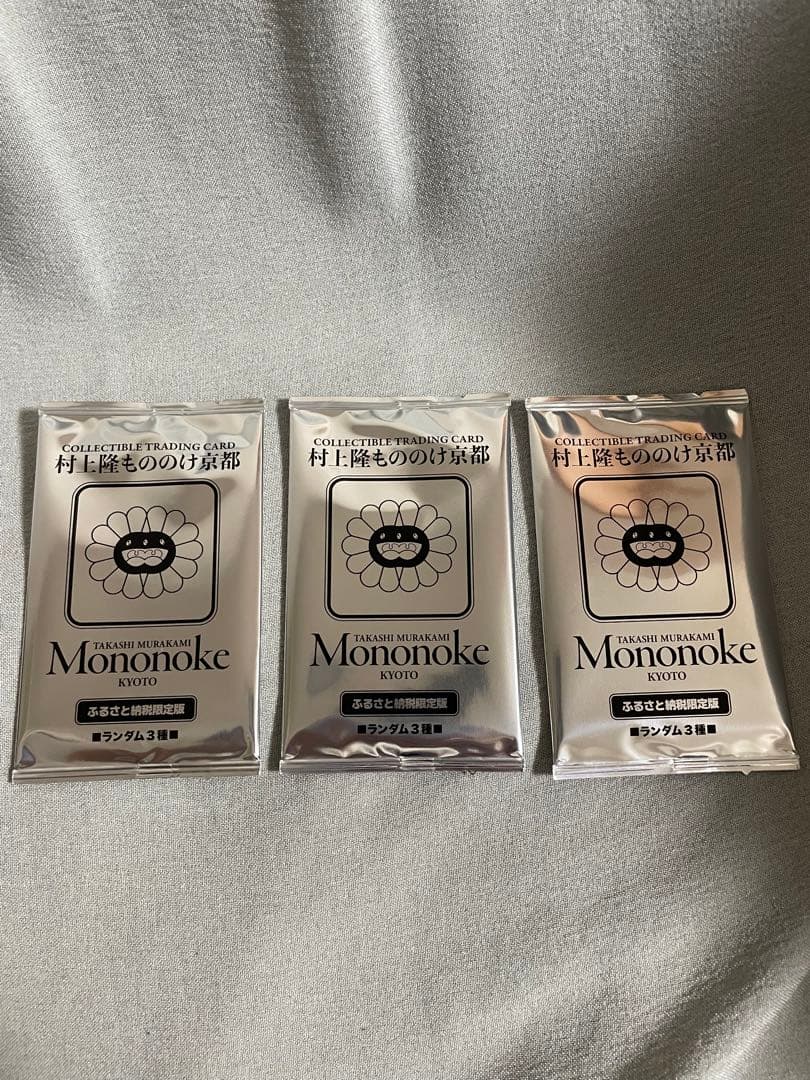 COLLECTIBLE TRADING CARD
村上隆もののけ京都
TAKASHI MURAKAMI
Mononoke
KYOTO
ふるさと納税限定版
■ランダム3種■
COLLECTIBLE TRADING CARD
村上隆もののけ京都
TAKASHI MURAKAMI
Mononoke
KYOTO
ふるさと納税限定版
■ランダム3種■
COLLECTIBLE TRADING CARD
村上隆もののけ京都
TAKASHI MURAKAMI
Mononoke
KYOTO
ふるさと納税限定版
■ランダム3種■